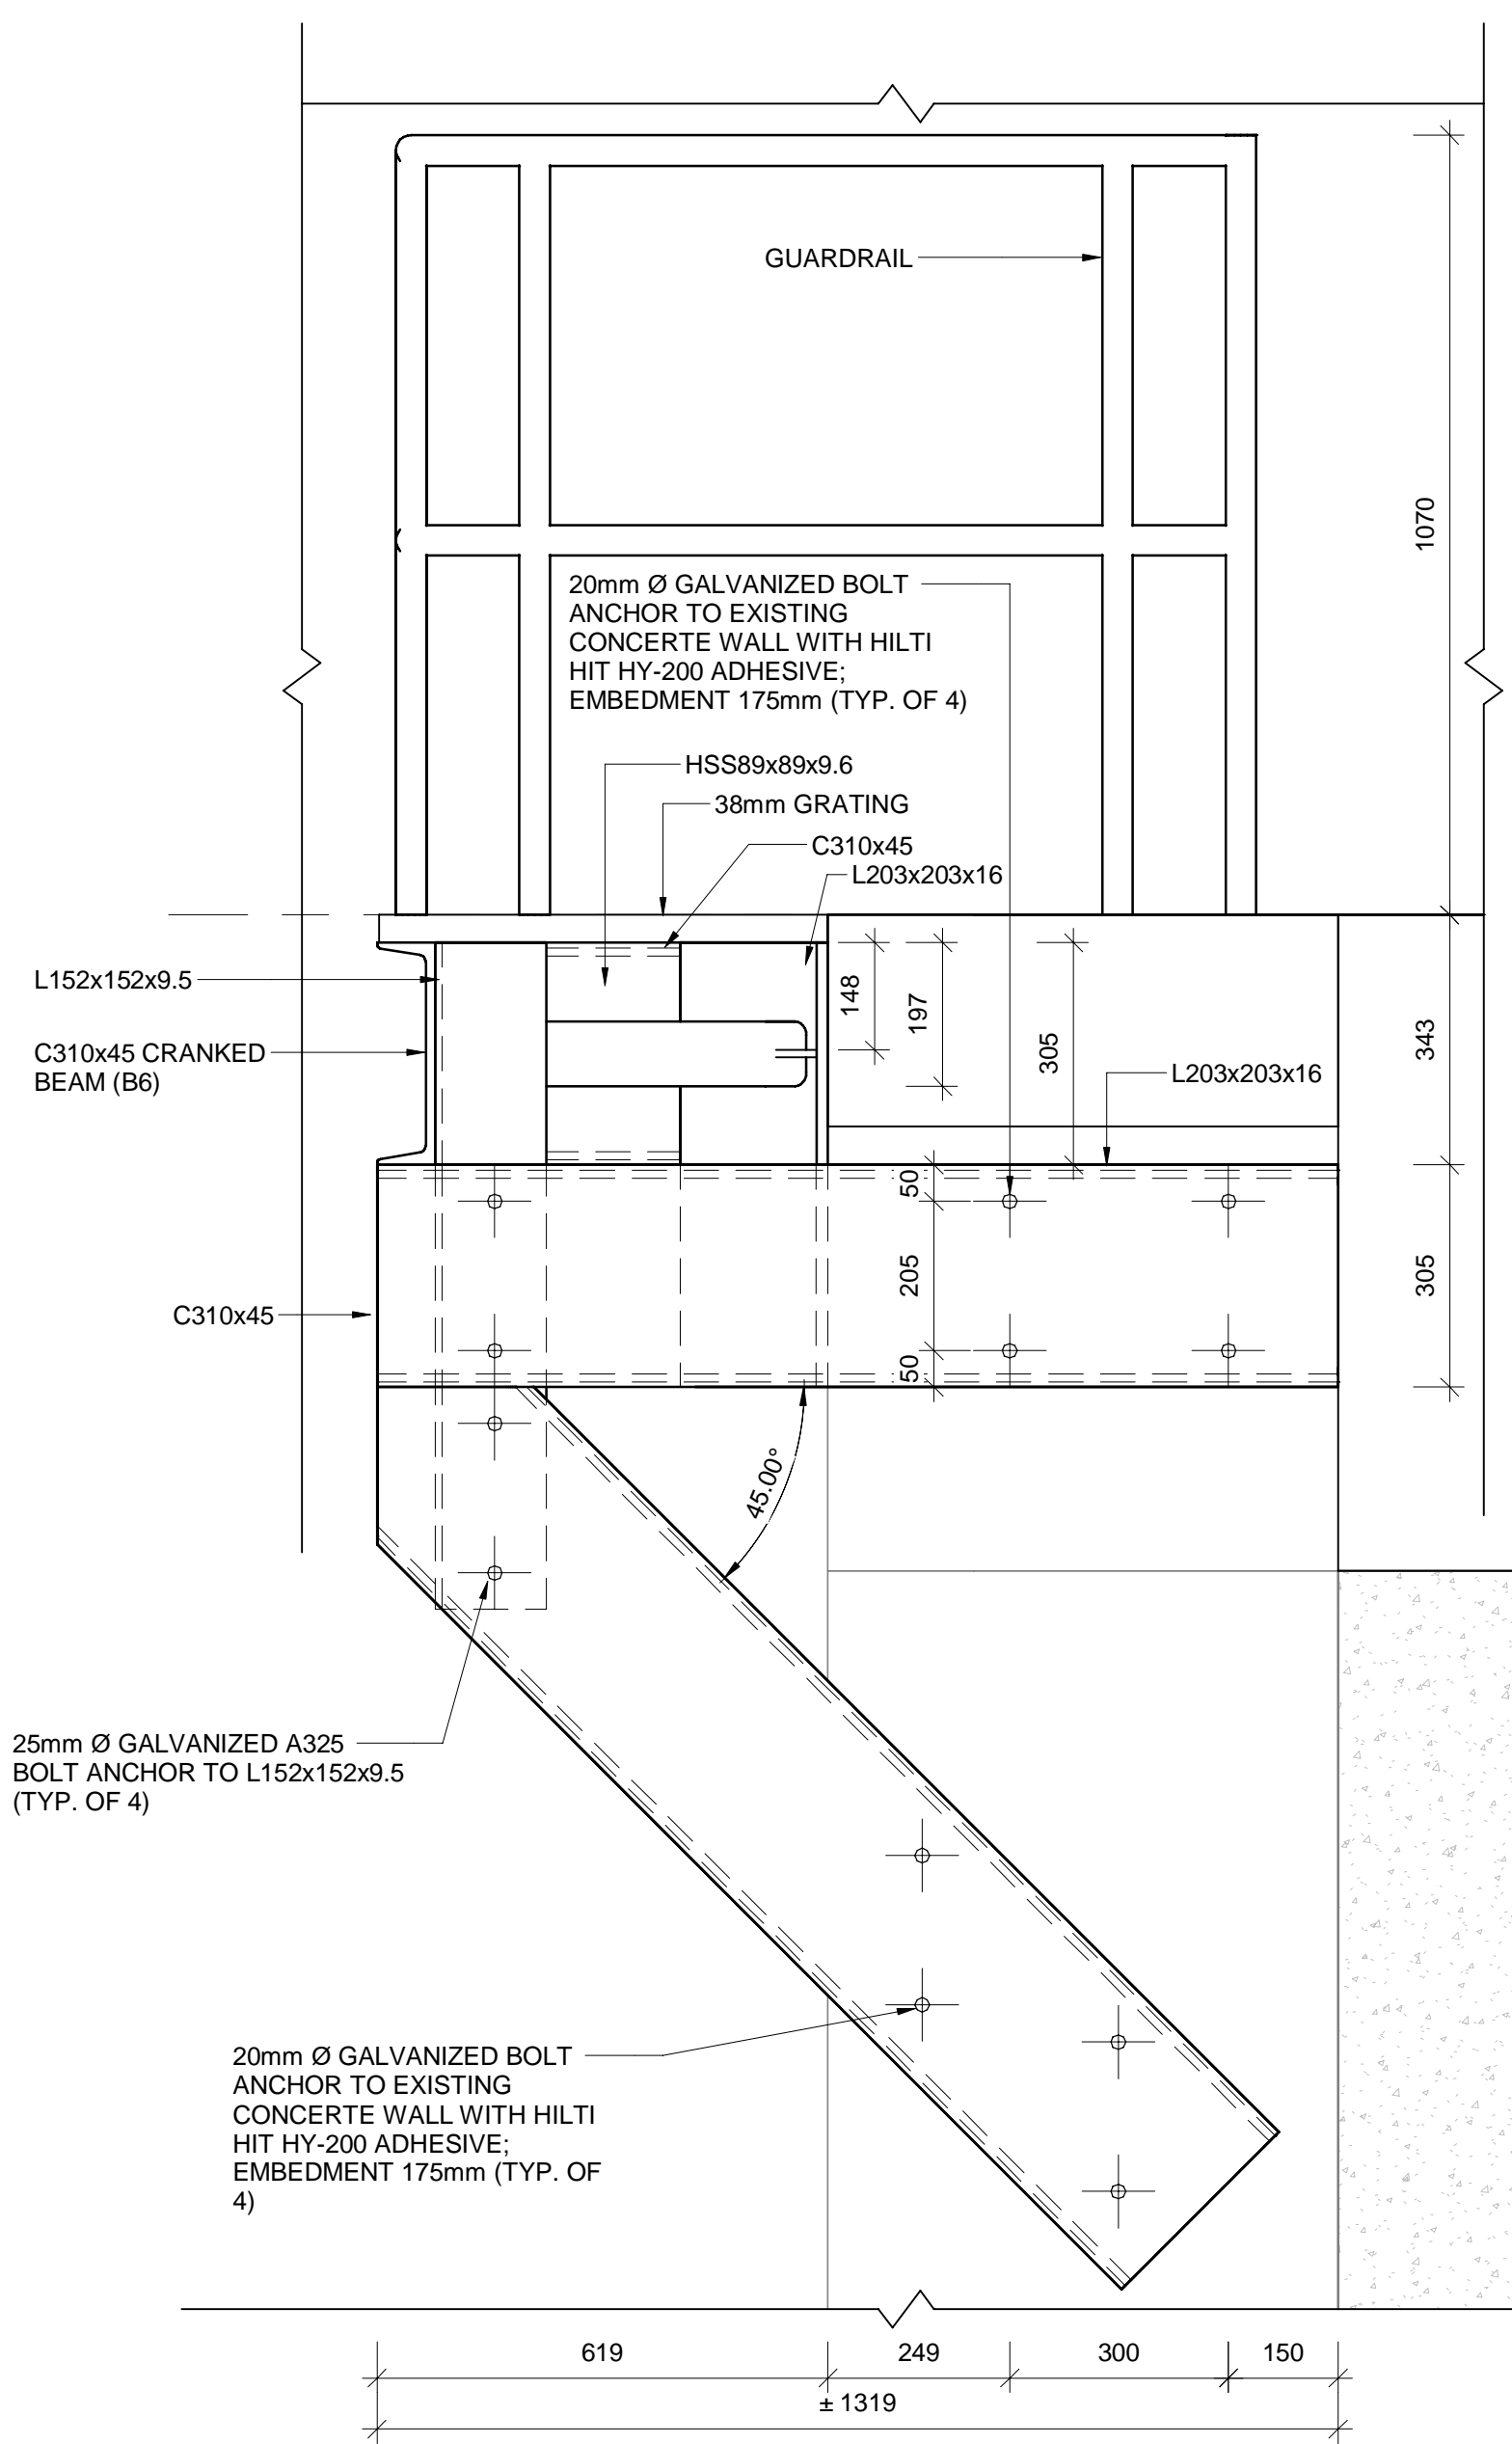 GUARDRAIL
1070
20mm Ø GALVANIZED BOLT
ANCHOR TO EXISTING
CONCERTE WALL WITH HILTI
HIT HY-200 ADHESIVE;
EMBEDMENT 175mm (TYP. OF 4)
HSS89x89x9.6
38mm GRATING
C310x45
L203x203x16
L152x152x9.5
C310x45 CRANKED
BEAM (B6)
148
197
305
343
L203x203x16
50
205
50
305
C310x45
45.00°
25mm Ø GALVANIZED A325
BOLT ANCHOR TO L152x152x9.5
(TYP. OF 4)
20mm Ø GALVANIZED BOLT
ANCHOR TO EXISTING
CONCERTE WALL WITH HILTI
HIT HY-200 ADHESIVE;
EMBEDMENT 175mm (TYP. OF
4)
619
249
300
150
± 1319